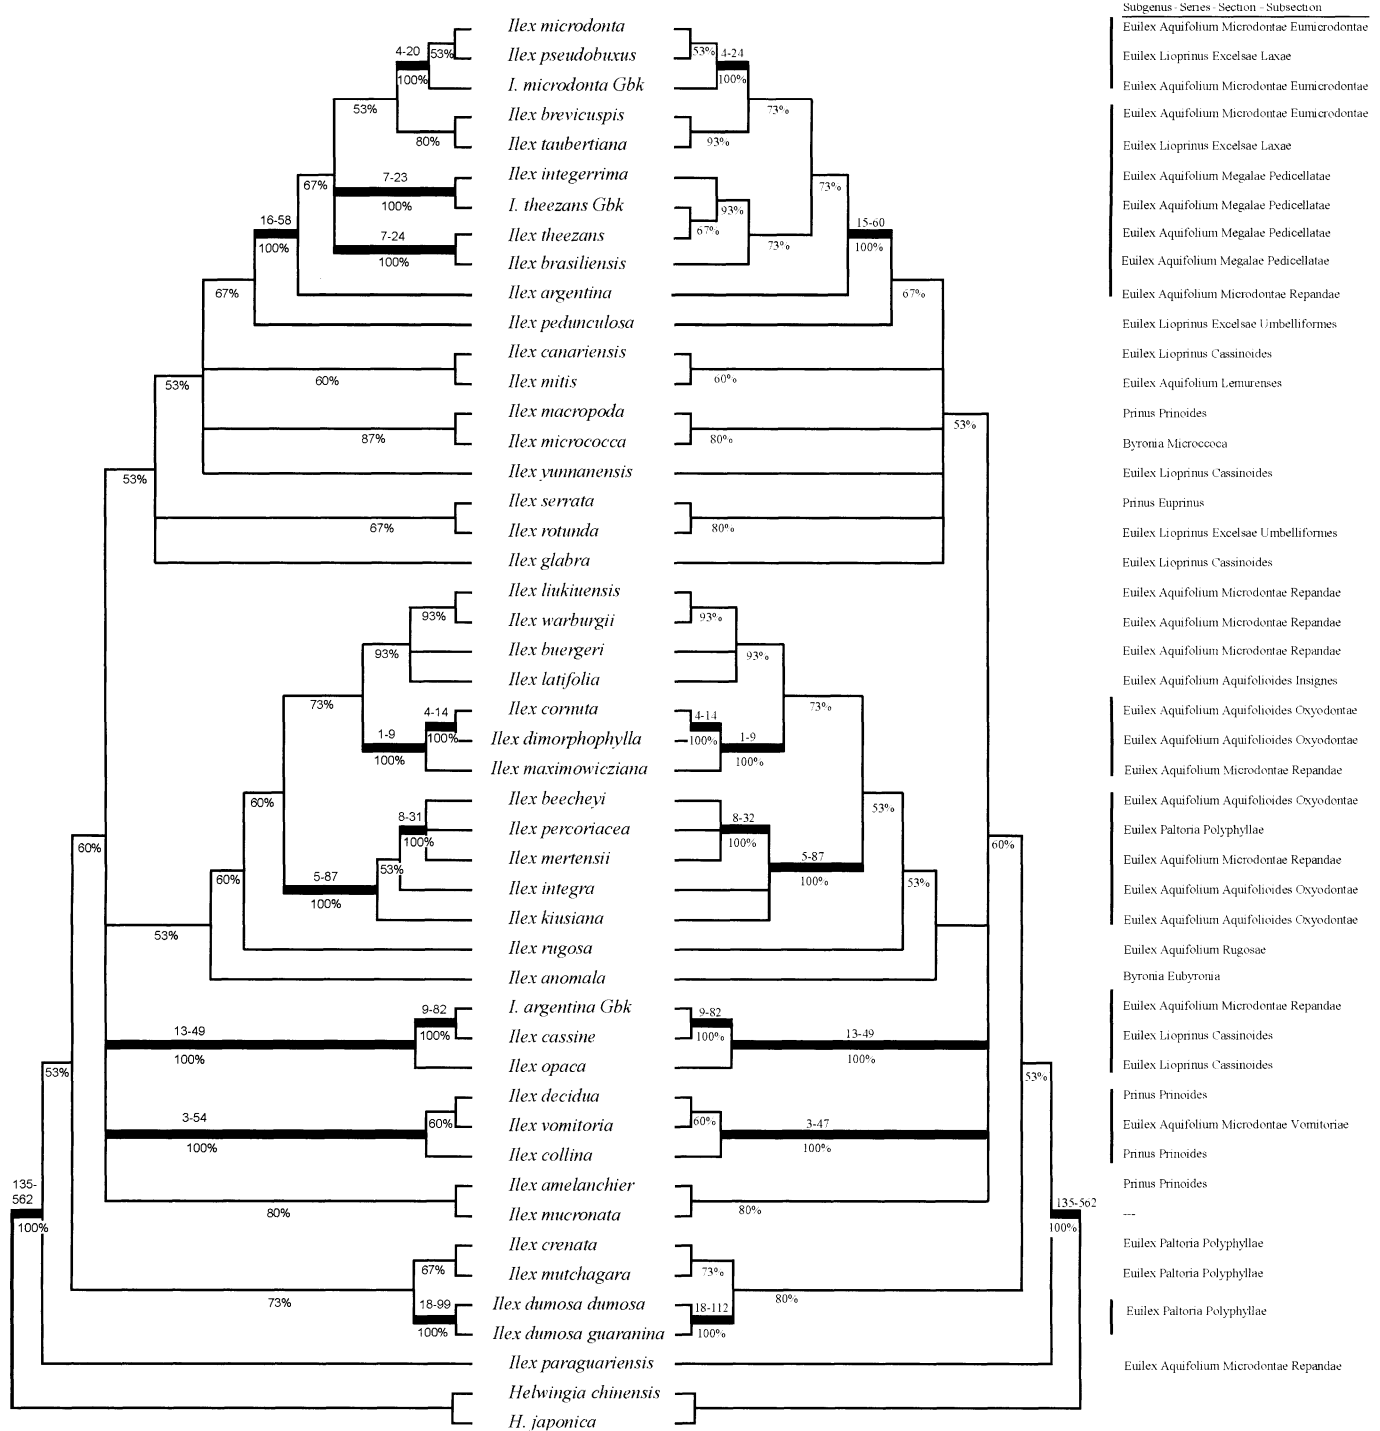 Subgenus - Series - Section - Subsection
Ilex microdonta Euilex Aquifolium Microdontae Eumicrodontae
4-20 53% Ilex pseudobuxus 53% 4-24 Euilex Lioprinus Excelsae Laxae
100% I. microdonta Gbk 100% Euilex Aquifolium Microdontae Eumicrodontae
53% Ilex brevicuspis 73% Euilex Aquifolium Microdontae Eumicrodontae
80% Ilex taubertiana 93% Euilex Lioprinus Excelsae Laxae
67% 7-23 Ilex integerrima 73% Euilex Aquifolium Megalae Pedicellatae
100% I. theezans Gbk 93% Euilex Aquifolium Megalae Pedicellatae
16-58 7-24 Ilex theezans 67% 15-60 Euilex Aquifolium Megalae Pedicellatae
100% 100% Ilex brasiliensis 73% 100% Euilex Aquifolium Megalae Pedicellatae
67% Ilex argentina 67% Euilex Aquifolium Microdontae Repandae
Ilex pedunculosa Euilex Lioprinus Excelsae Umbelliformes
Ilex canariensis Euilex Lioprinus Cassinoides
53% 60% Ilex mitis 60% Euilex Aquifolium Lemurenses
Ilex macropoda 53% Prinus Prinoides
87% Ilex micrococca 80% Byronia Microccoca
53% Ilex yunnanensis Euilex Lioprinus Cassinoides
Ilex serrata Prinus Euprinus
67% Ilex rotunda 80% Euilex Lioprinus Excelsae Umbelliformes
Ilex glabra Euilex Lioprinus Cassinoides
Ilex liukiuensis Euilex Aquifolium Microdontae Repandae
93% Ilex warburgii 93% Euilex Aquifolium Microdontae Repandae
93% Ilex buergeri 93% Euilex Aquifolium Microdontae Repandae
Ilex latifolia Euilex Aquifolium Aquifolioides Insignes
73% 4-14 Ilex cornuta 4-14 73% Euilex Aquifolium Aquifolioides Oxyodontae
1-9 100% Ilex dimorphophylla 100% 1-9 Euilex Aquifolium Aquifolioides Oxyodontae
100% Ilex maximowicziana 100% Euilex Aquifolium Microdontae Repandae
60% Ilex beecheyi 53% Euilex Aquifolium Aquifolioides Oxyodontae
8-31 Ilex percoriacea 8-32 Euilex Paltoria Polyphyllae
60% 100% Ilex mertensii 100% 5-87 60% Euilex Aquifolium Microdontae Repandae
60% 5-87 53% Ilex integra 100% 53% Euilex Aquifolium Aquifolioides Oxyodontae
100% Ilex kiusiana Euilex Aquifolium Aquifolioides Oxyodontae
53% Ilex rugosa Euilex Aquifolium Rugosae
Ilex anomala Byronia Eubyronia
9-82 I. argentina Gbk 9-82 Euilex Aquifolium Microdontae Repandae
13-49 100% Ilex cassine 100% 13-49 Euilex Lioprinus Cassinoides
53% 100% Ilex opaca 100% 53% Euilex Lioprinus Cassinoides
Ilex decidua Prinus Prinoides
3-54 60% Ilex vomitoria 60% 3-47 Euilex Aquifolium Microdontae Vomitoriae
100% Ilex collina 100% Prinus Prinoides
135-562 Ilex amelanchier 135-562 Prinus Prinoides
100% 80% Ilex mucronata 80% 100% ---
Ilex crenata Euilex Paltoria Polyphyllae
67% Ilex mutchagara 73% Euilex Paltoria Polyphyllae
73% 18-99 Ilex dumosa dumosa 18-112 80% Euilex Paltoria Polyphyllae
100% Ilex dumosa guaranina 100%
Ilex paraguariensis Euilex Aquifolium Microdontae Repandae
Helwingia chinensis
H. japonica